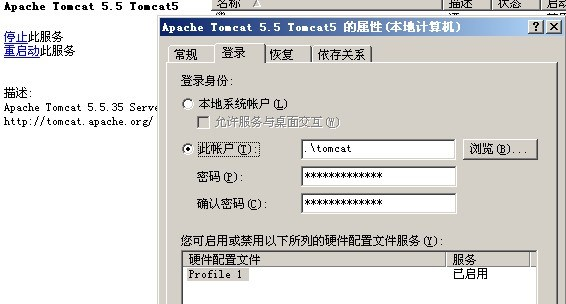 Apache Tomcat 5.5 Tomcat5
名称
描述
状态
停止此服务
重启动此服务
描述:
Apache Tomcat 5.5.35 Serve
http://tomcat.apache.org/
Apache Tomcat 5.5 Tomcat5 的属性(本地计算机)
常规 登录 恢复 依存关系
登录身份:
本地系统帐户(L)
允许服务与桌面交互(W)
此帐户(T):
.\tomcat
浏览(B)...
密码(P):
*************
确认密码(C):
*************
您可启用或禁用以下所列的硬件配置文件服务(Y):
硬件配置文件 服务
Profile 1 已启用